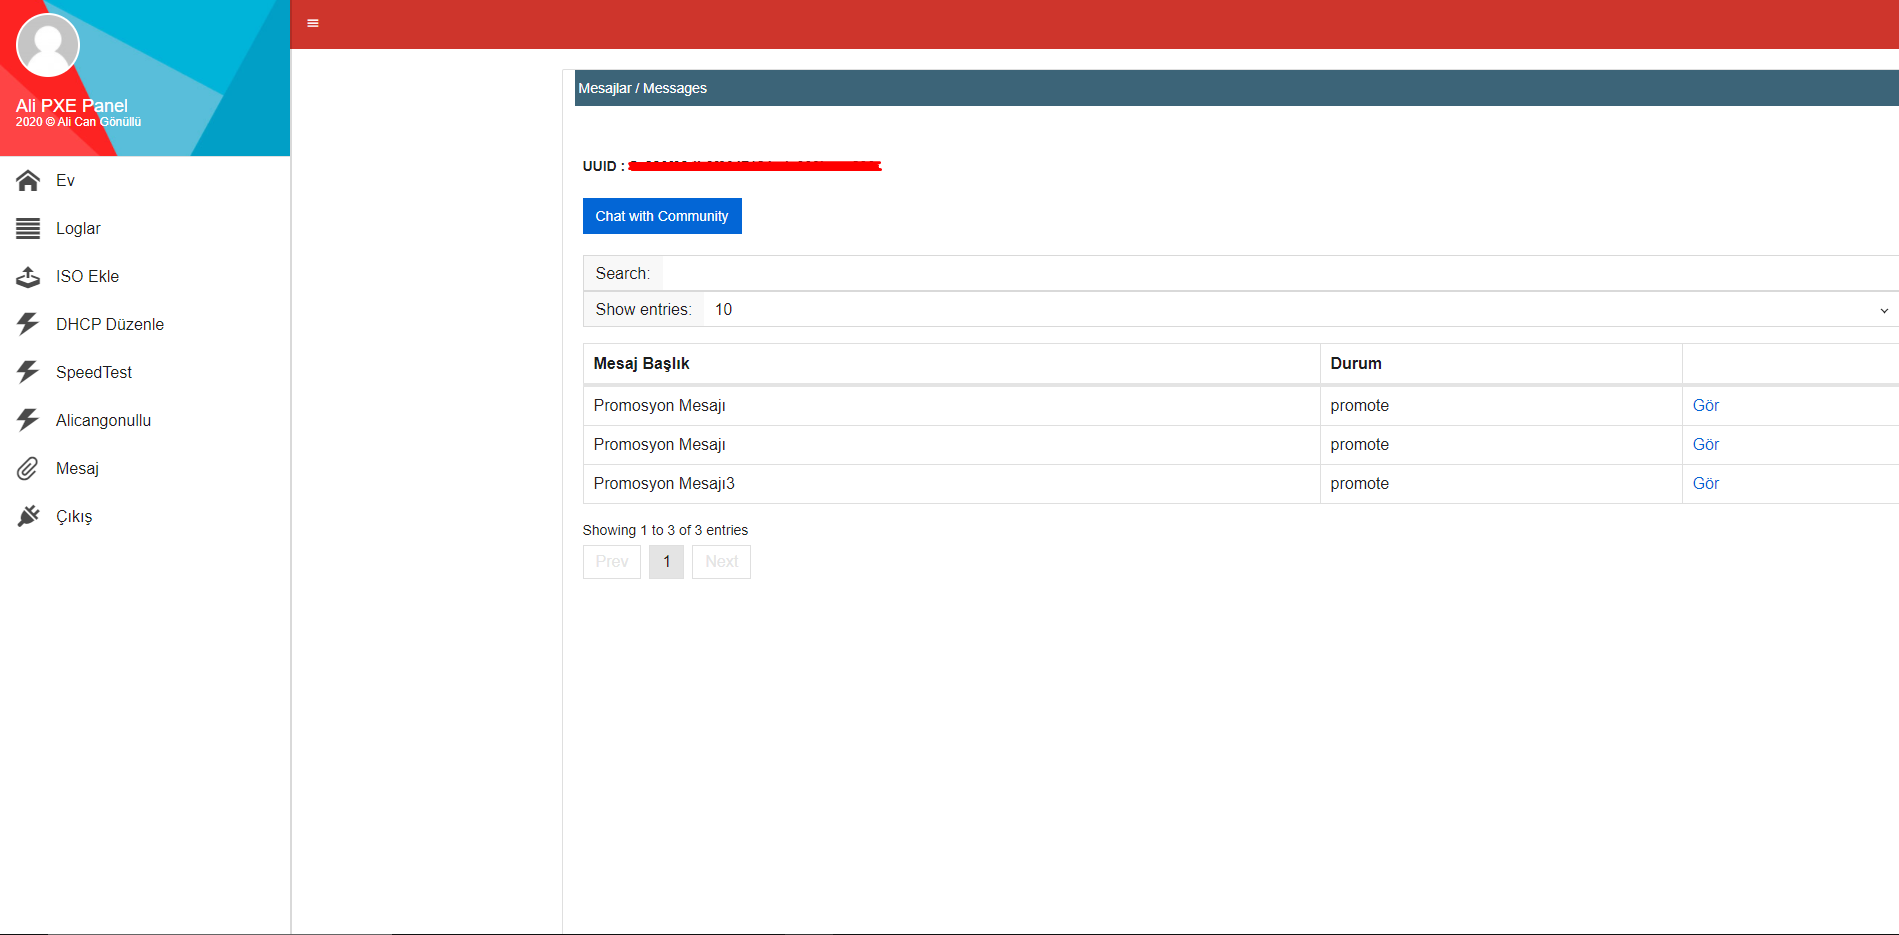 Ali PXE Panel
2020 © Ali Can Gönüllü
Ev
Loglar
ISO Ekle
DHCP Düzenle
SpeedTest
Alicangonullu
Mesaj
Çıkış
Mesajlar / Messages
UUID :
Chat with Community
Search:
Show entries: 10
Mesaj Başlık Durum
Promosyon Mesajı promote Gör
Promosyon Mesajı promote Gör
Promosyon Mesajı3 promote Gör
Showing 1 to 3 of 3 entries
Prev 1 Next